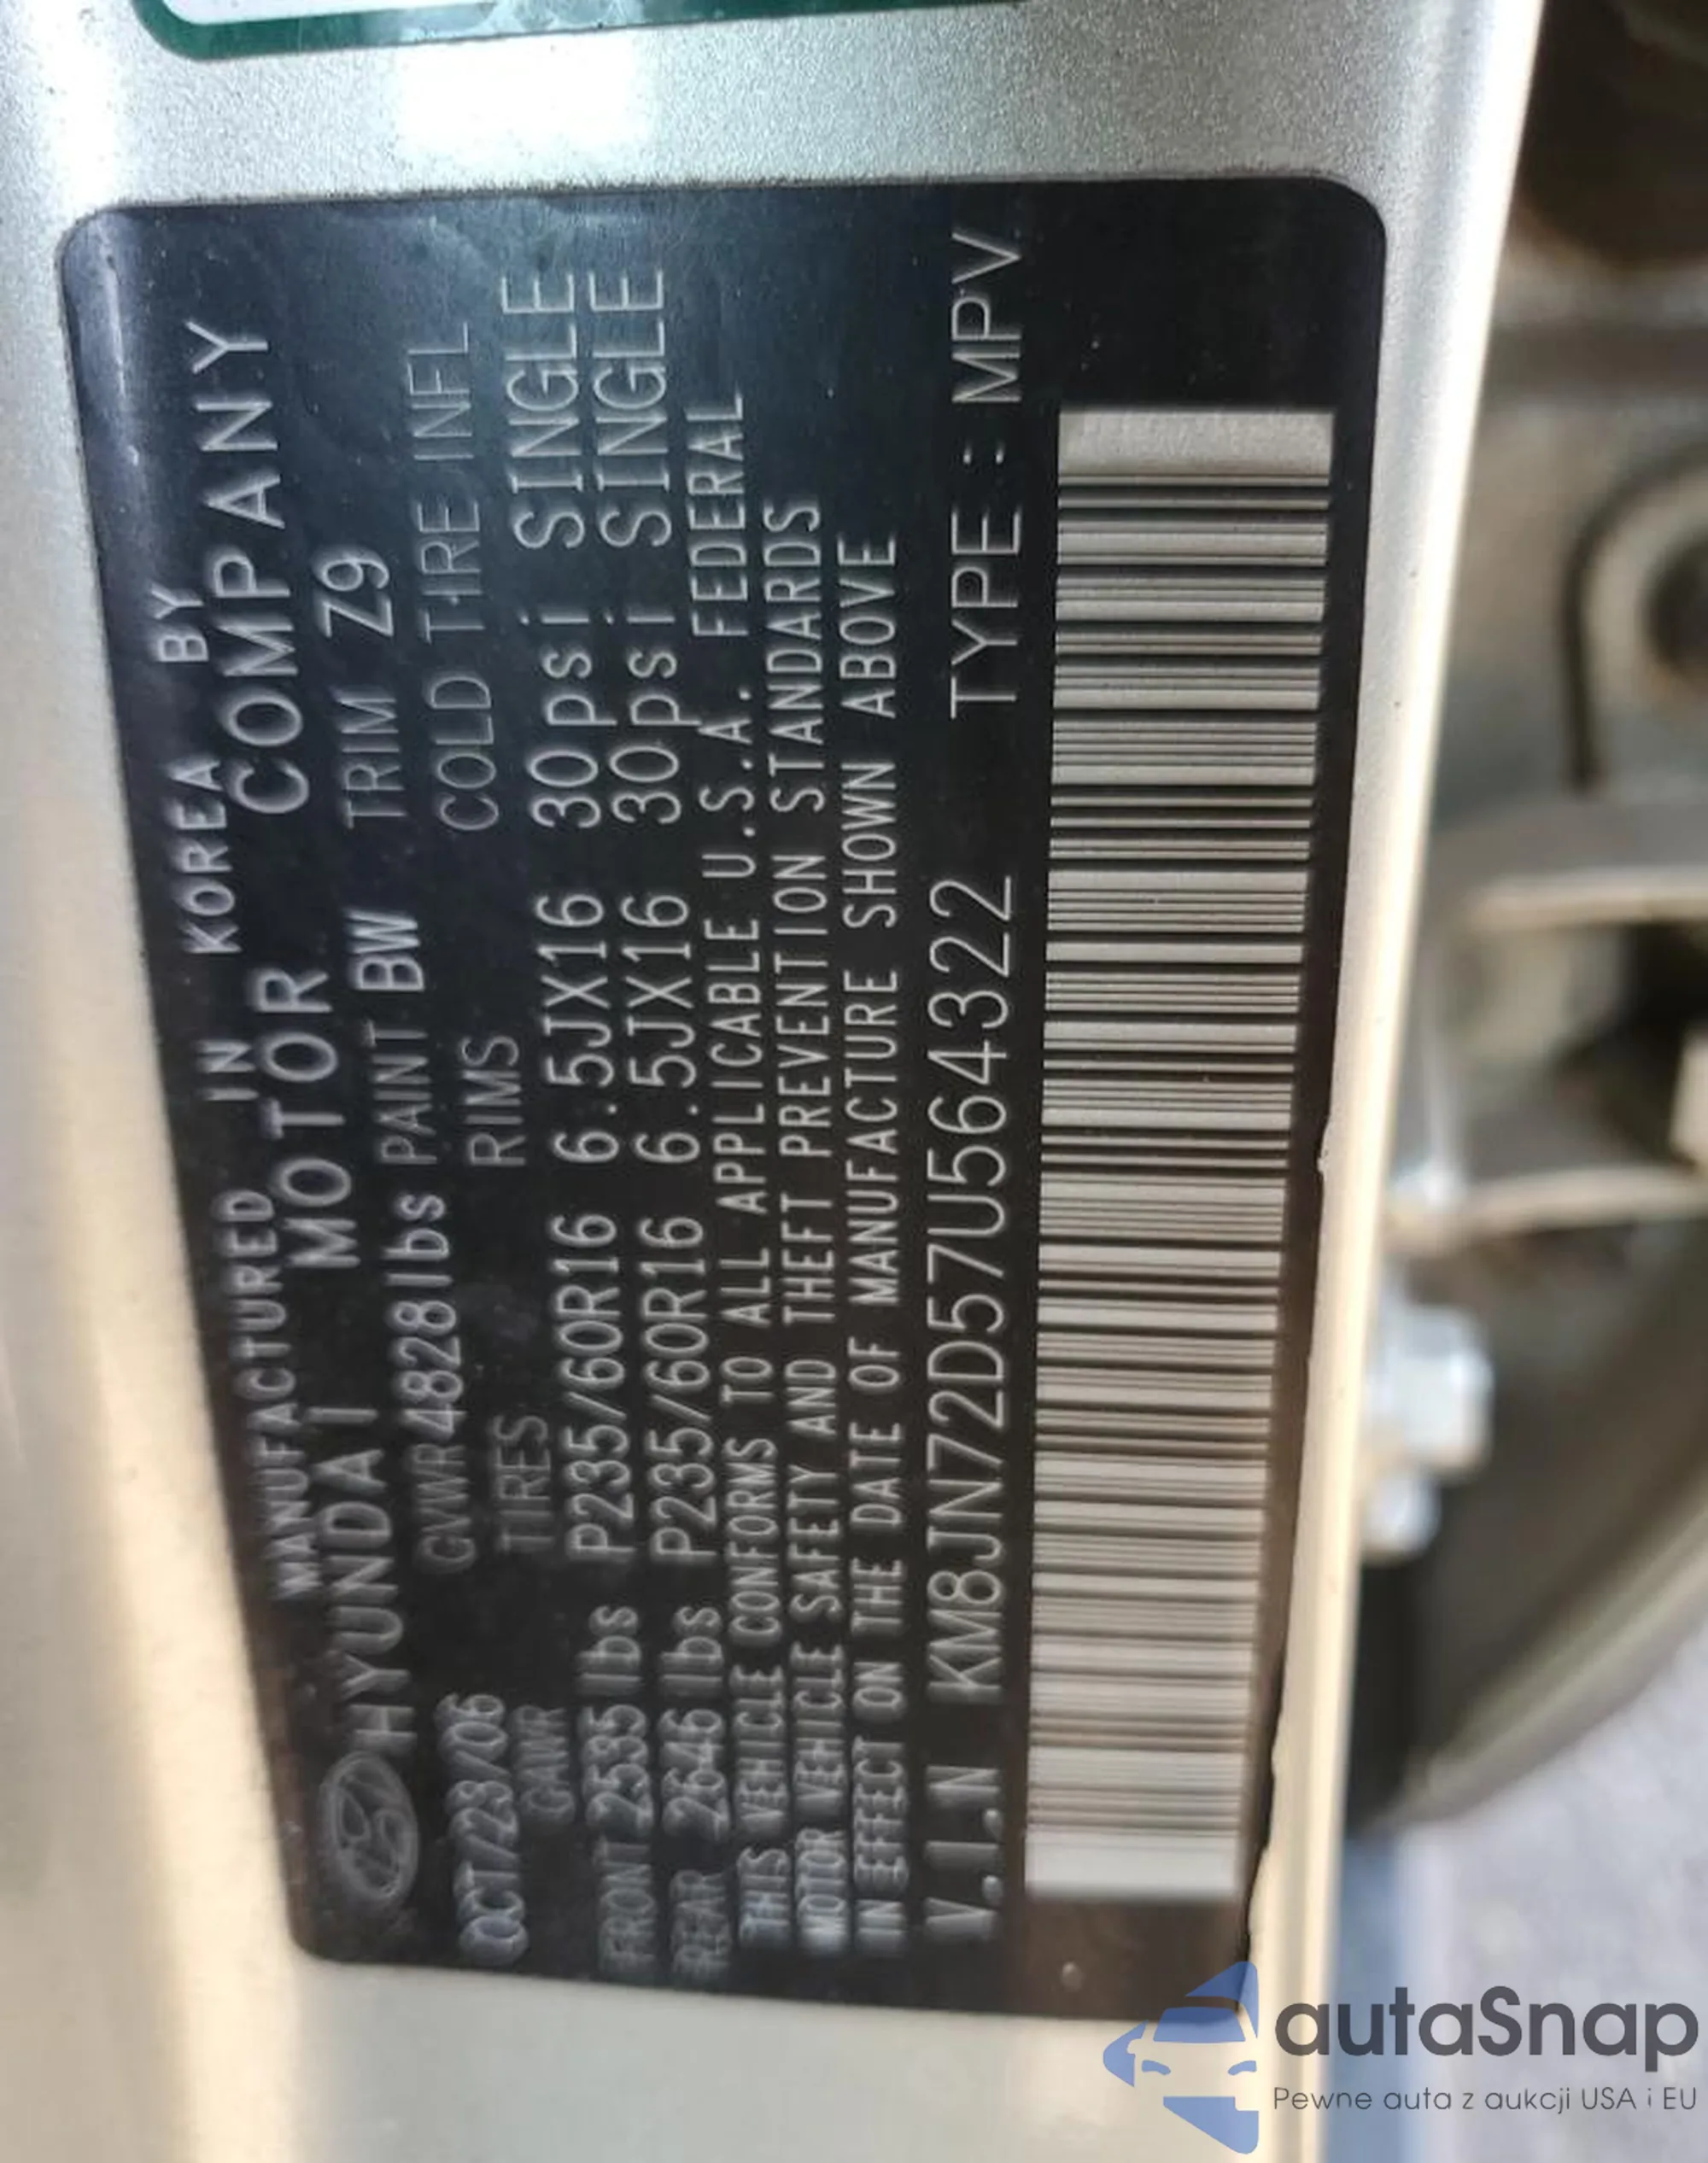 MANUFACTURED IN KOREA BY
HYUNDAI MOTOR COMPANY
OCT/23/06 GVWR 4828lbs PAINT BW TRIM Z9
GAWR TIRES RIMS COLD TIRE INFL
FRONT 2535 lbs P235/60R16 6.5JX16 30psi SINGLE
REAR 2646 lbs P235/60R16 6.5JX16 30psi SINGLE
THIS VEHICLE CONFORMS TO ALL APPLICABLE U.S.A. FEDERAL
MOTOR VEHICLE SAFETY AND THEFT PREVENTION STANDARDS
IN EFFECT ON THE DATE OF MANUFACTURE SHOWN ABOVE
V.I.N KM8JN72D57U564322 TYPE : MPV
autaSnap
Pewne auta z aukcji USA i EU